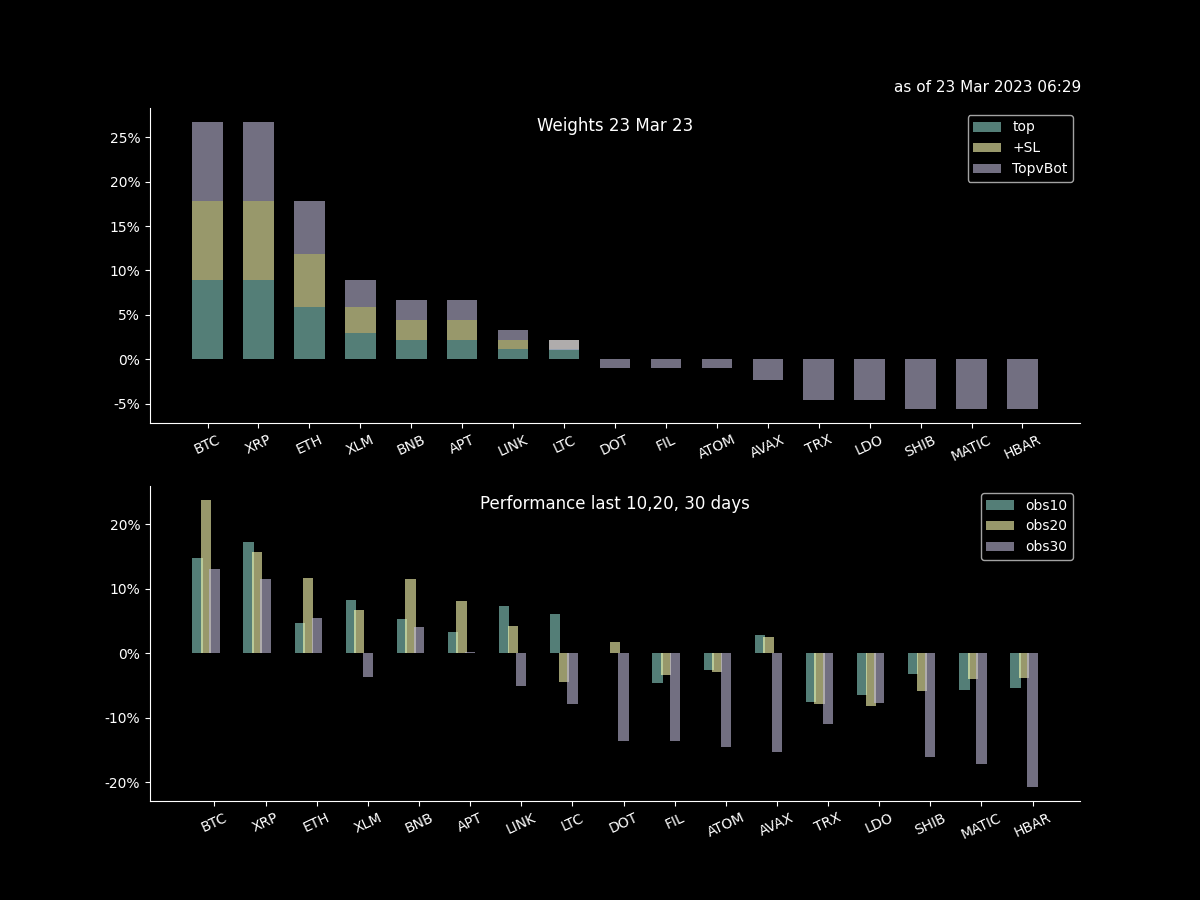 as of 23 Mar 2023 06:29
Weights 23 Mar 23
top
+SL
TopvBot
25%
20%
15%
10%
5%
0%
-5%
BTC XRP ETH XLM BNB APT LINK LTC DOT FIL ATOM AVAX TRX LDO SHIB MATIC HBAR
Performance last 10,20, 30 days
obs10
obs20
obs30
20%
10%
0%
-10%
-20%
BTC XRP ETH XLM BNB APT LINK LTC DOT FIL ATOM AVAX TRX LDO SHIB MATIC HBAR